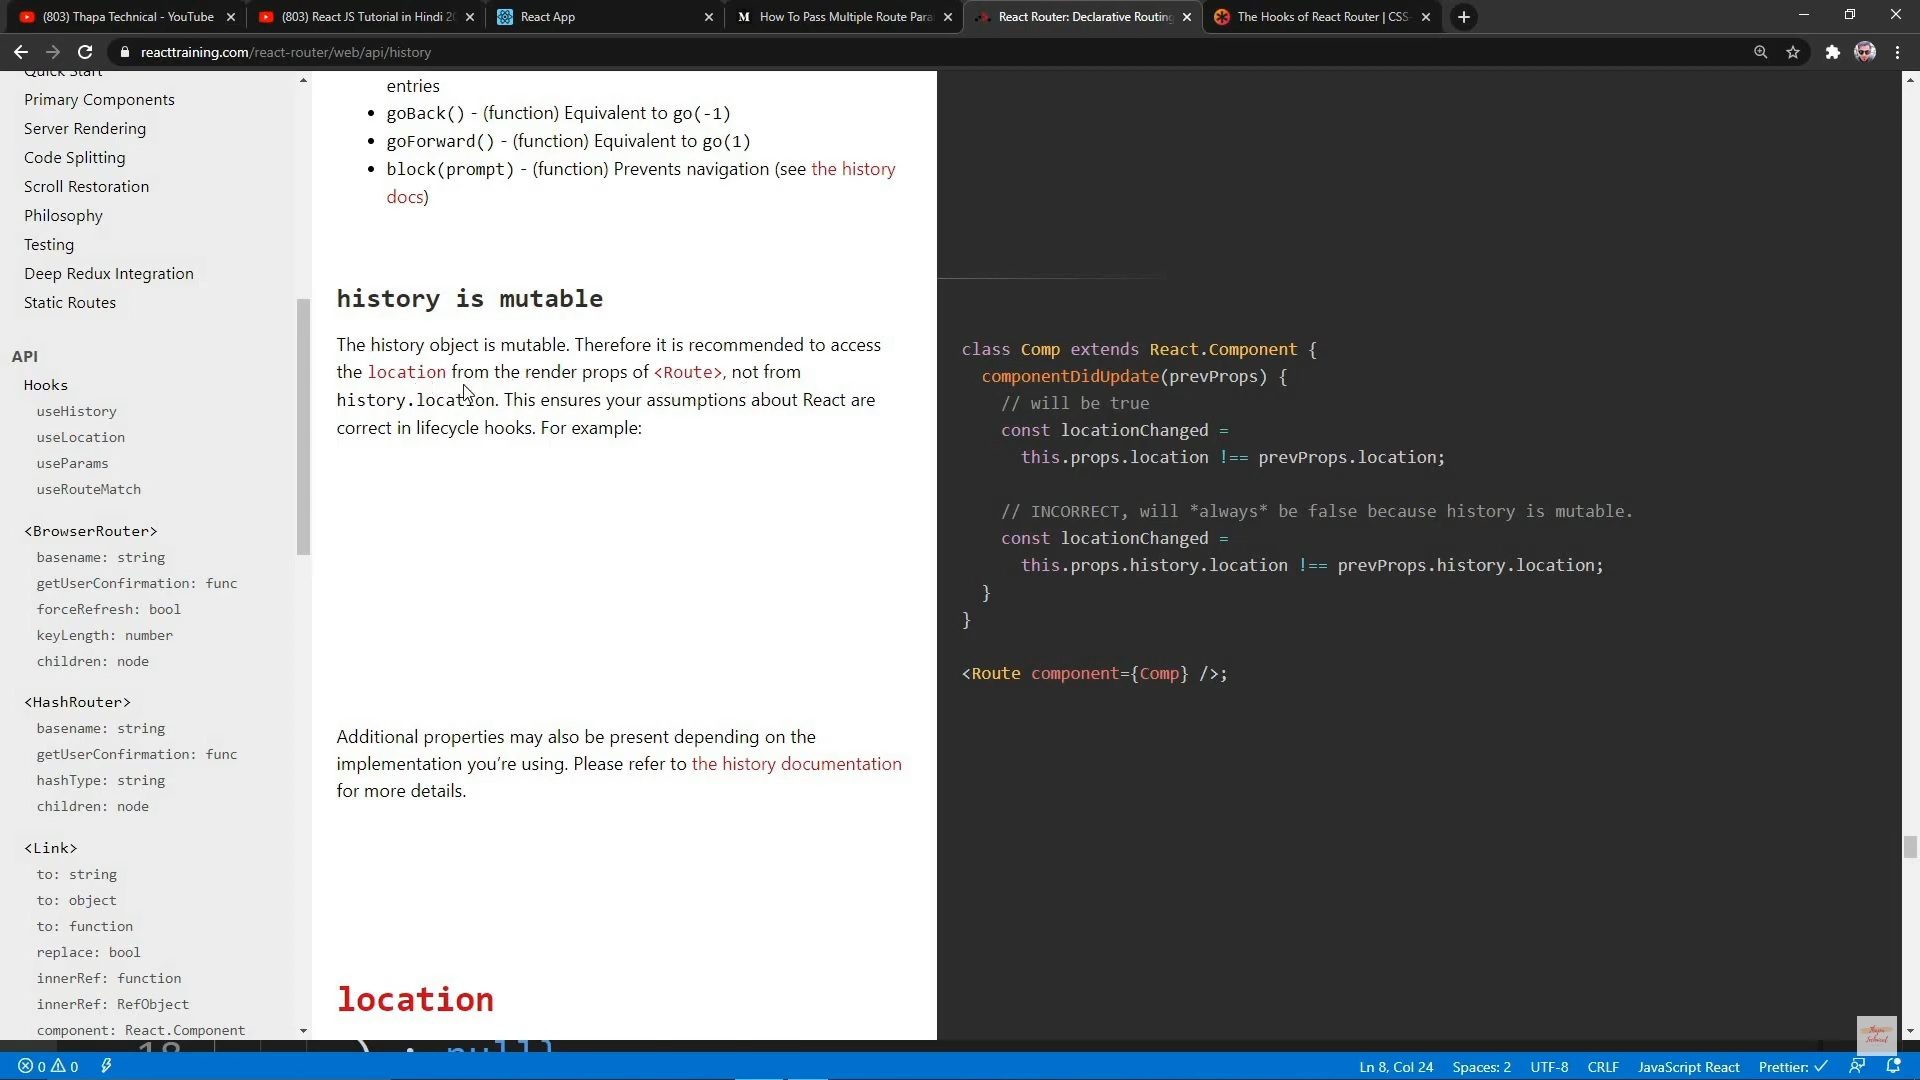 (803) Thapa Technical - YouTube
(803) React JS Tutorial in Hindi 20
React App
How To Pass Multiple Route Para
React Router: Declarative Routing
The Hooks of React Router | CSS
reacttraining.com/react-router/web/api/history
Quick Start
Primary Components
Server Rendering
Code Splitting
Scroll Restoration
Philosophy
Testing
Deep Redux Integration
Static Routes
API
Hooks
useHistory
useLocation
useParams
useRouteMatch
<BrowserRouter>
basename: string
getUserConfirmation: func
forceRefresh: bool
keyLength: number
children: node
<HashRouter>
basename: string
getUserConfirmation: func
hashType: string
children: node
<Link>
to: string
to: object
to: function
replace: bool
innerRef: function
innerRef: RefObject
component: React.Component
entries
• goBack() - (function) Equivalent to go(-1)
• goForward() - (function) Equivalent to go(1)
• block(prompt) - (function) Prevents navigation (see the history
docs)
history is mutable
The history object is mutable. Therefore it is recommended to access
the location from the render props of <Route>, not from
history.location. This ensures your assumptions about React are
correct in lifecycle hooks. For example:
Additional properties may also be present depending on the
implementation you're using. Please refer to the history documentation
for more details.
location
class Comp extends React.Component {
componentDidUpdate(prevProps) {
// will be true
const locationChanged =
this.props.location !== prevProps.location;
// INCORRECT, will *always* be false because history is mutable.
const locationChanged =
this.props.history.location !== prevProps.history.location;
}
}
<Route component={Comp} />;
18 ) : null}
0 0
Ln 8, Col 24
Spaces: 2
UTF-8
CRLF
JavaScript React
Prettier: ✓